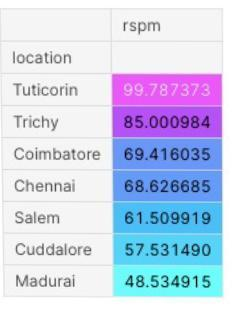 rspm
location
Tuticorin 99.787373
Trichy 85.000984
Coimbatore 69.416035
Chennai 68.626685
Salem 61.509919
Cuddalore 57.531490
Madurai 48.534915